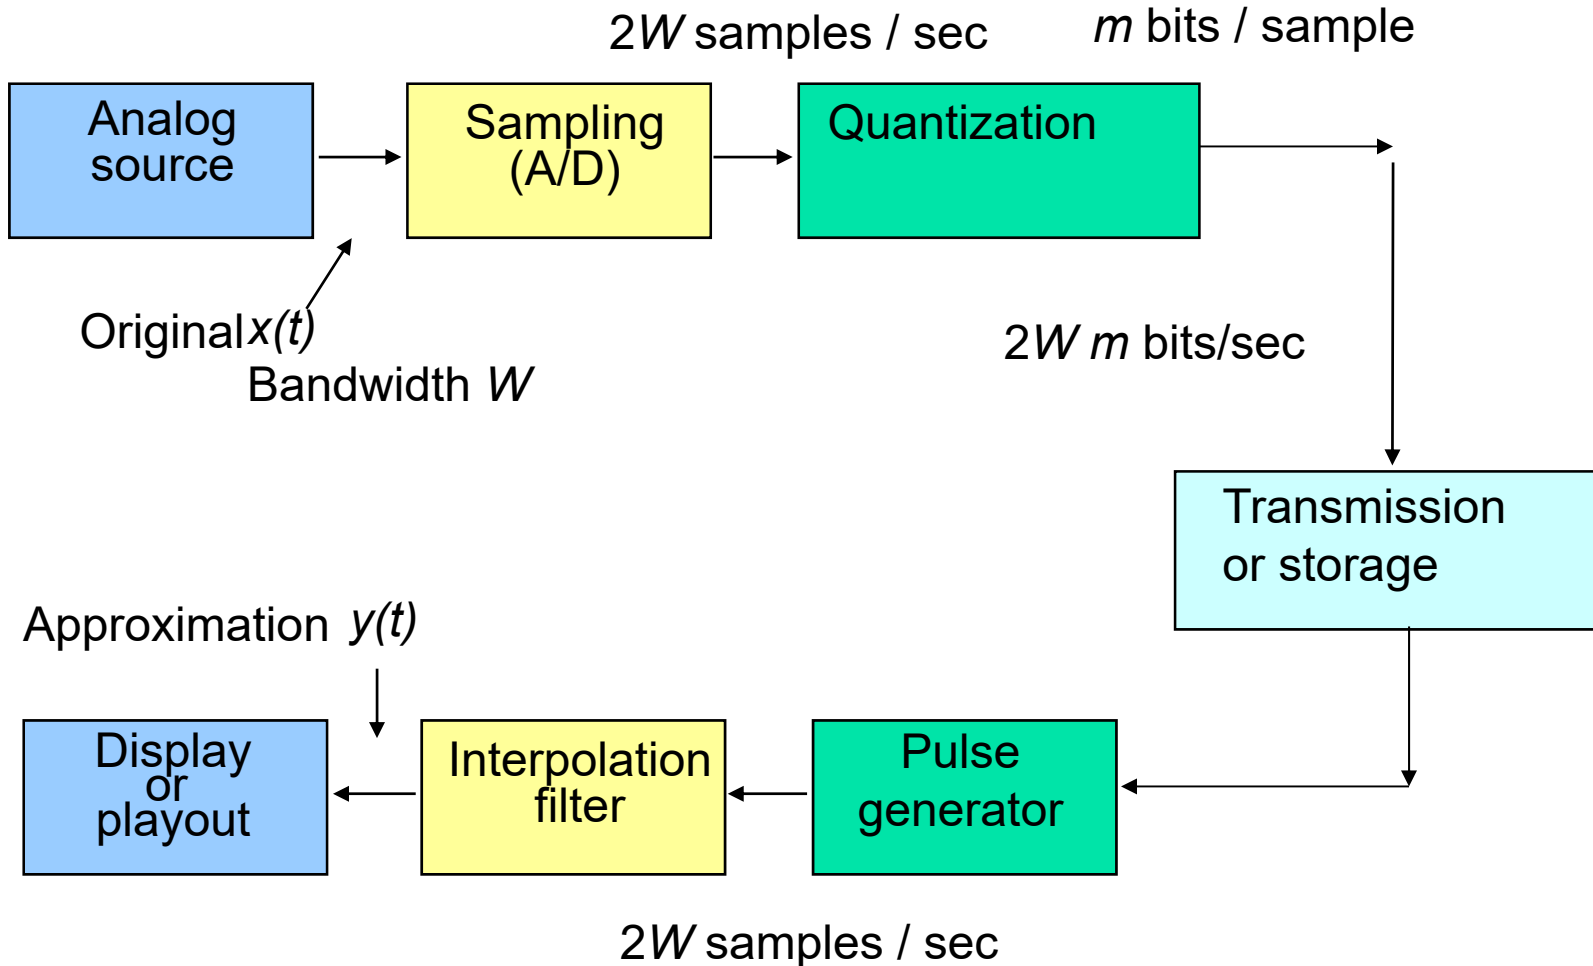 2W samples / sec
m bits / sample
Analog
source
Sampling
(A/D)
Quantization
Original x(t)
Bandwidth W
2W m bits/sec
Transmission
or storage
Approximation y(t)
Display
or
playout
Interpolation
filter
Pulse
generator
2W samples / sec